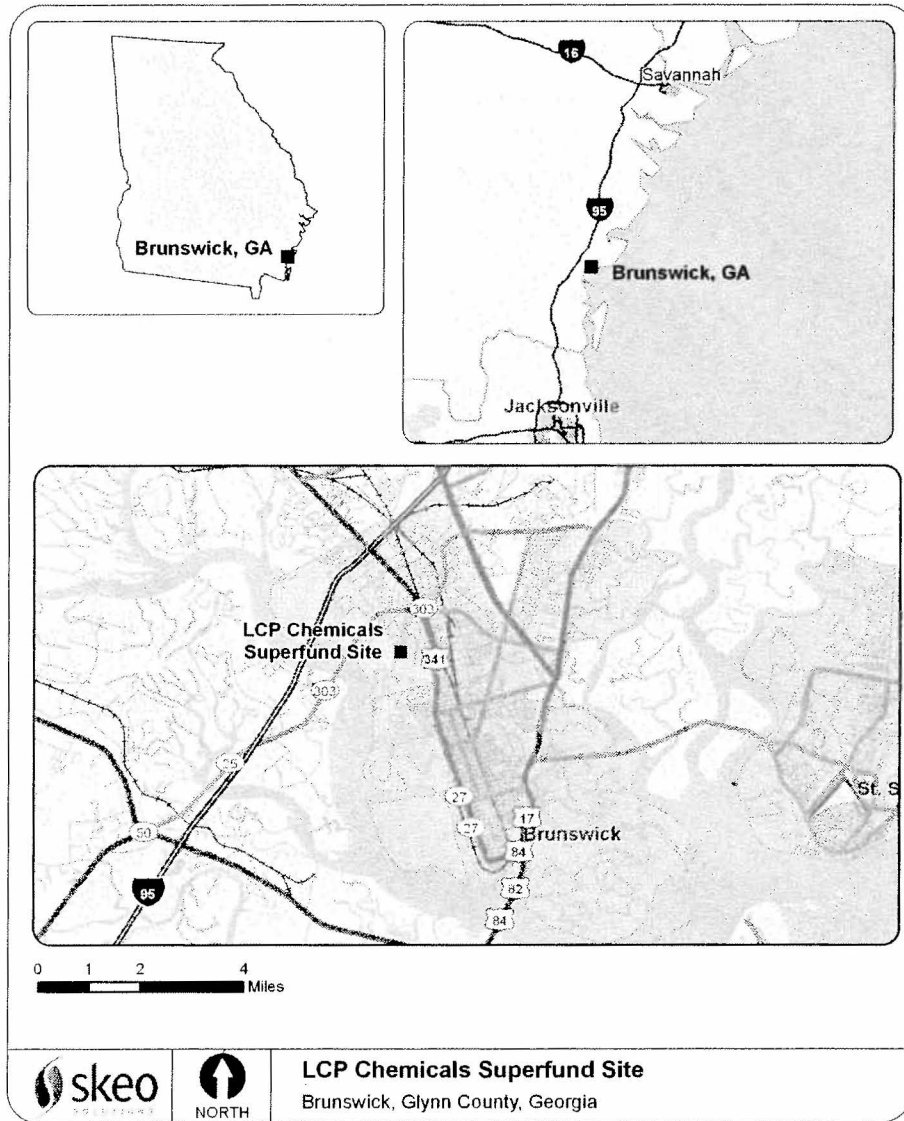 Brunswick, GA
16
Savannah
95
Brunswick, GA
Jacksonville
303
LCP Chemicals
Superfund Site
341
303
25
27
27
17
50
Brunswick
84
95
82
84
St. S
0 1 2 4
Miles
skeo
SOLUTIONS
NORTH
LCP Chemicals Superfund Site
Brunswick, Glynn County, Georgia